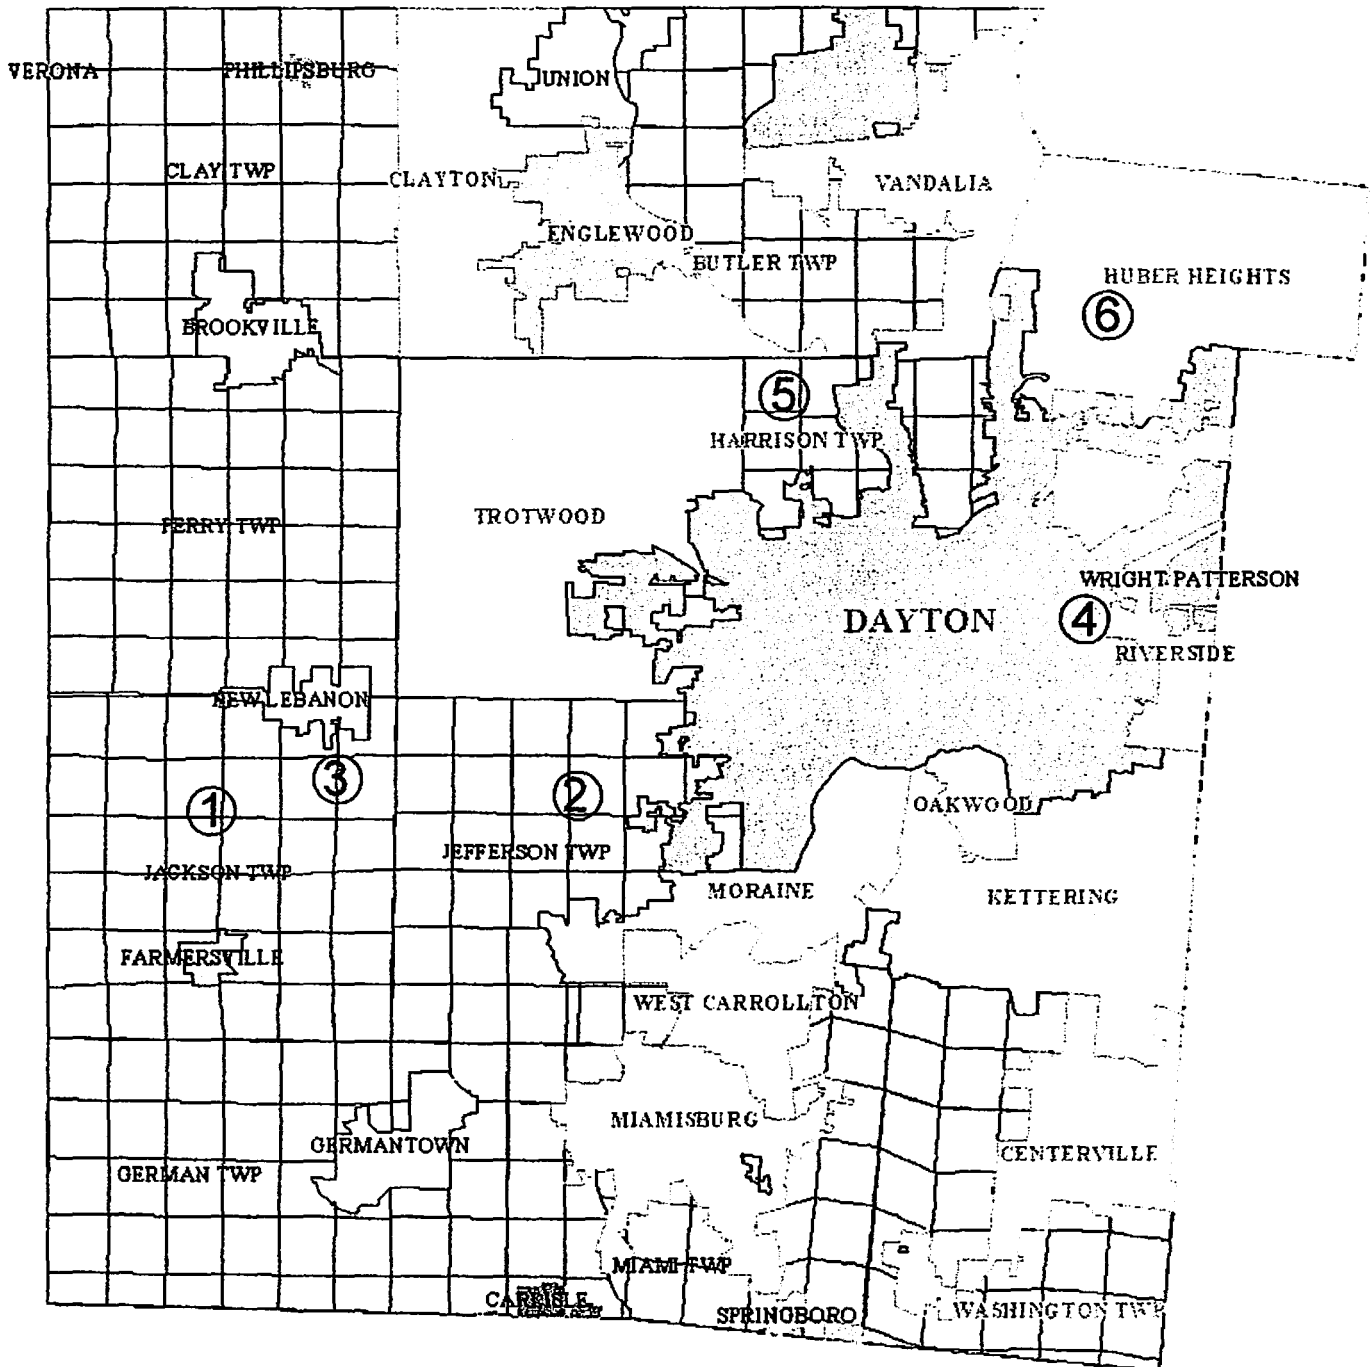 VERONA
PHILLIPSBURG
UNION
CLAY TWP
CLAYTON
VANDALIA
ENGLEWOOD
BUTLER TWP
HUBER HEIGHTS
6
BROOKVILLE
5
HARRISON TWP
PERRY TWP
TROTWOOD
WRIGHT PATTERSON
DAYTON
4
RIVERSIDE
NEW LEBANON
3
1
2
OAKWOOD
JEFFERSON TWP
JACKSON TWP
MORAINE
KETTERING
FARMERSVILLE
WEST CARROLLTON
MIAMISBURG
GERMANTOWN
CENTERVILLE
GERMAN TWP
MIAMI TWP
CARLISLE
SPRINGBORO
WASHINGTON TWP